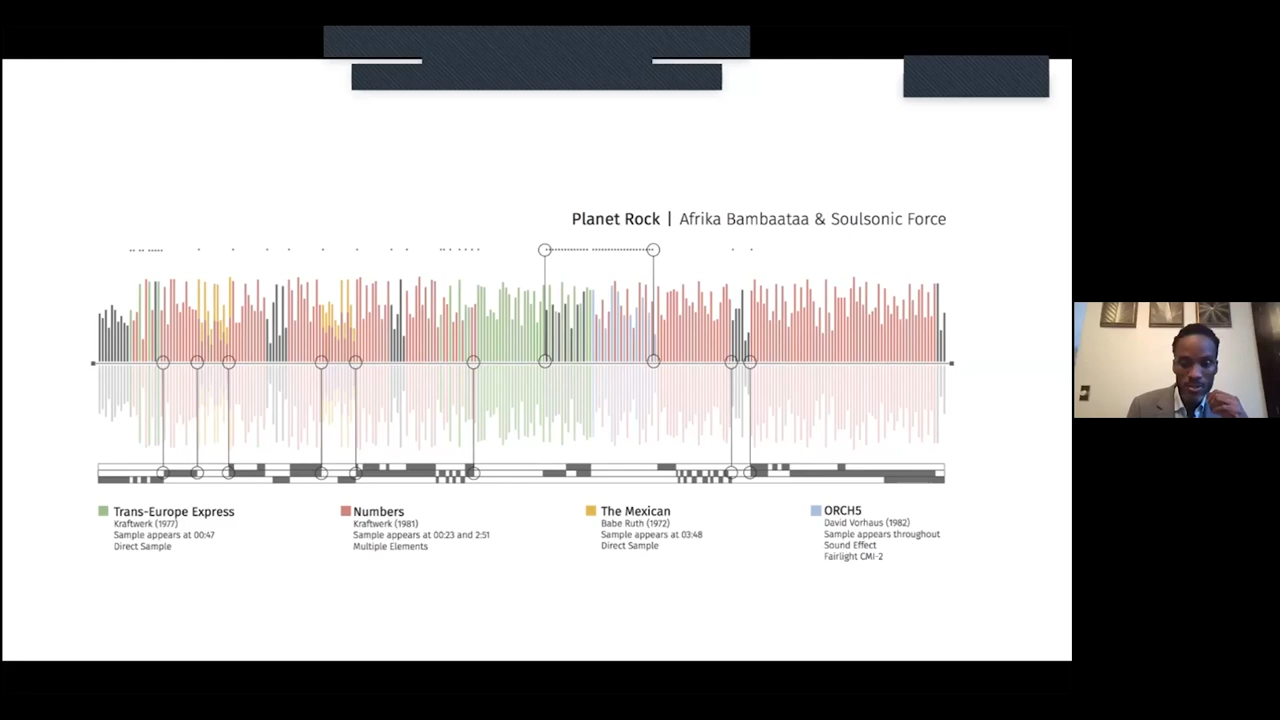 Planet Rock | Afrika Bambaataa & Soulsonic Force
Trans-Europe Express
Kraftwerk (1977)
Sample appears at 00:47
Direct Sample
Numbers
Kraftwerk (1981)
Sample appears at 00:23 and 2:51
Multiple Elements
The Mexican
Babe Ruth (1972)
Sample appears at 03:48
Direct Sample
ORCH5
David Vorhaus (1982)
Sample appears throughout
Sound Effect
Fairlight CMI-2